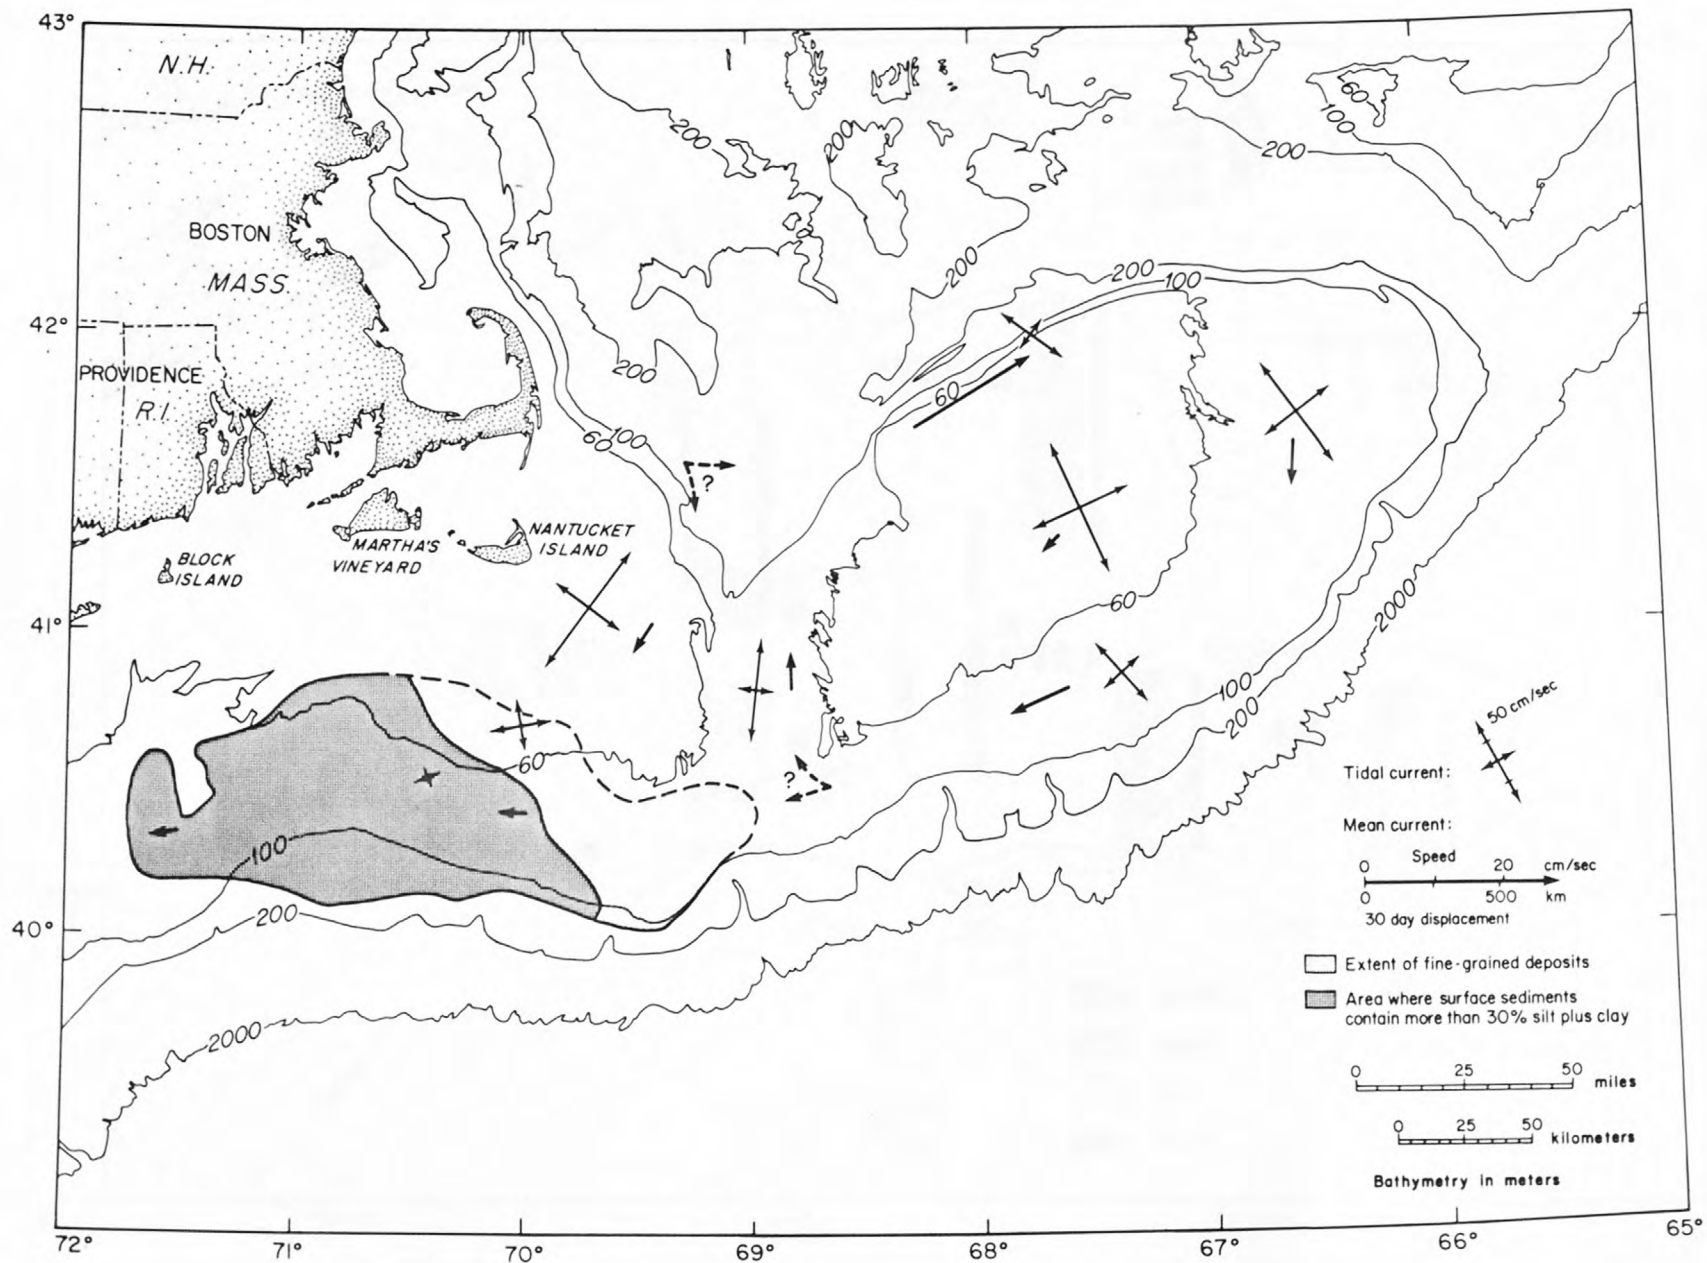 43°
N.H.
BOSTON
MASS.
42°
PROVIDENCE
R.I.
BLOCK
ISLAND
MARTHA'S
VINEYARD
NANTUCKET
ISLAND
41°
40°
200
200
200
200
60
100
200
200
100
60
60
100
?
60
2000
100
200
?
60
100
200
2000
50 cm/sec
Tidal current:
Mean current:
Speed
0 20 cm/sec
0 500 km
30 day displacement
Extent of fine-grained deposits
Area where surface sediments
contain more than 30% silt plus clay
0 25 50
miles
0 25 50
kilometers
Bathymetry in meters
72° 71° 70° 69° 68° 67° 66° 65°